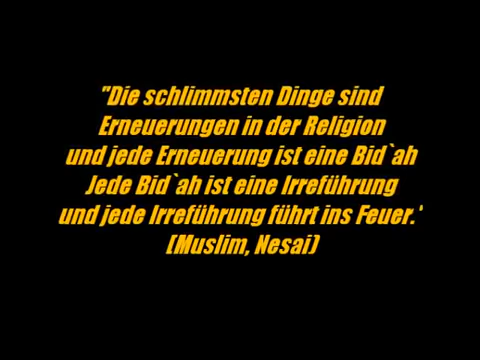 "Die schlimmsten Dinge sind
Erneuerungen in der Religion
und jede Erneuerung ist eine Bid`ah
Jede Bid`ah ist eine Irreführung
und jede Irreführung führt ins Feuer.'
[Muslim, Nesai)